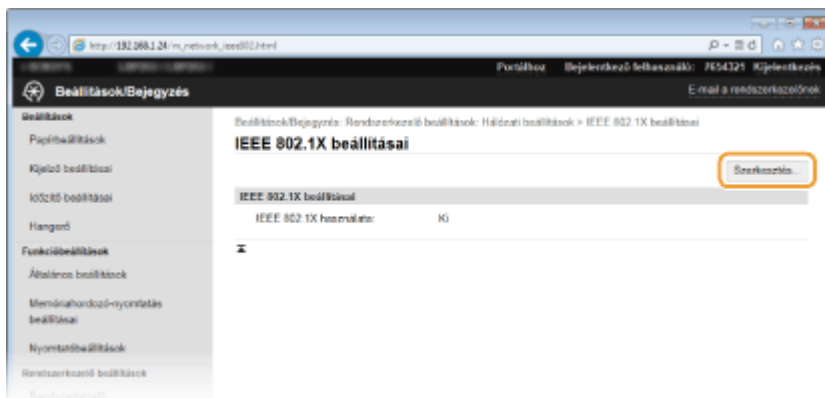 http://192.168.1.24/m_network_ieee802.html
Portálhoz Bejelentkező felhasználó: 7654321 Kijelentkezés
Beállítások/Bejegyzés
E-mail a rendszerkezelőnek
Beállítások
Beállítások/Bejegyzés: Rendszerkezelő beállítások: Hálózati beállítások > IEEE 802.1X beállításai
Papírbeállítások
IEEE 802.1X beállításai
Kijelző beállításai
Szerkesztés...
Időzítő beállításai
IEEE 802.1X beállításai
Hangerő
IEEE 802.1X használata: Ki
Funkcióbeállítások
Általános beállítások
Memóriahordozó-nyomtatás
beállításai
Nyomtatóbeállítások
Rendszerkezelő beállítások